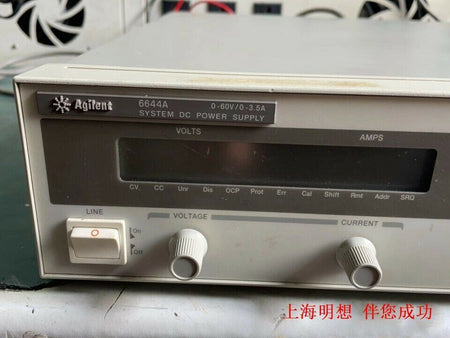 Agilent 6644A 0-60V/0-3.5A
SYSTEM DC POWER SUPPLY
VOLTS AMPS
CV CC Unr Dis OCP Prot Err Cal Shift Rmt Addr SRQ
LINE VOLTAGE CURRENT
On
Off
上海明想 伴您成功